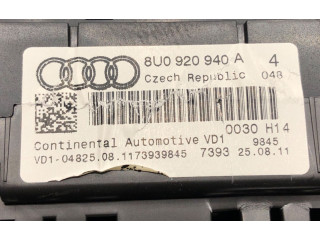 8U0 920 940 A 4
Czech Republic 048
0030 H14
Continental Automotive VD1 9845
VD1-04825.08.1173939845 7393 25.08.11